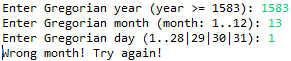 Enter Gregorian year (year >= 1583): 1583
Enter Gregorian month (month: 1..12): 13
Enter Gregorian day (1..28|29|30|31): 1
Wrong month! Try again!